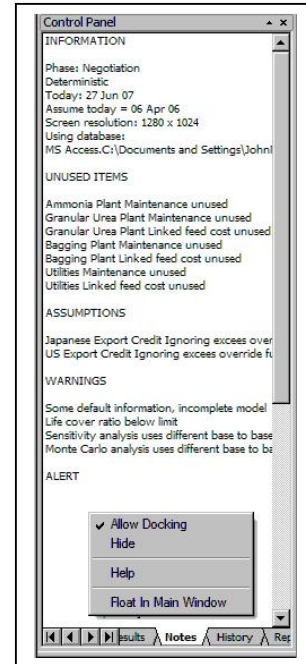 Control Panel
INFORMATION
Phase: Negotiation
Deterministic
Today: 27 Jun 07
Assume today = 06 Apr 06
Screen resolution: 1280 x 1024
Using database:
MS Access.C:\Documents and Settings\John
UNUSED ITEMS
Ammonia Plant Maintenance unused
Granular Urea Plant Maintenance unused
Granular Urea Plant Linked feed cost unused
Bagging Plant Maintenance unused
Bagging Plant Linked feed cost unused
Utilities Maintenance unused
Utilities Linked feed cost unused
ASSUMPTIONS
Japanese Export Credit Ignoring excees over
US Export Credit Ignoring excees override fu
WARNINGS
Some default information, incomplete model
Life cover ratio below limit
Sensitivity analysis uses different base to base
Monte Carlo analysis uses different base to ba
ALERT
Allow Docking
Hide
Help
Float In Main Window
esults Notes History Rep